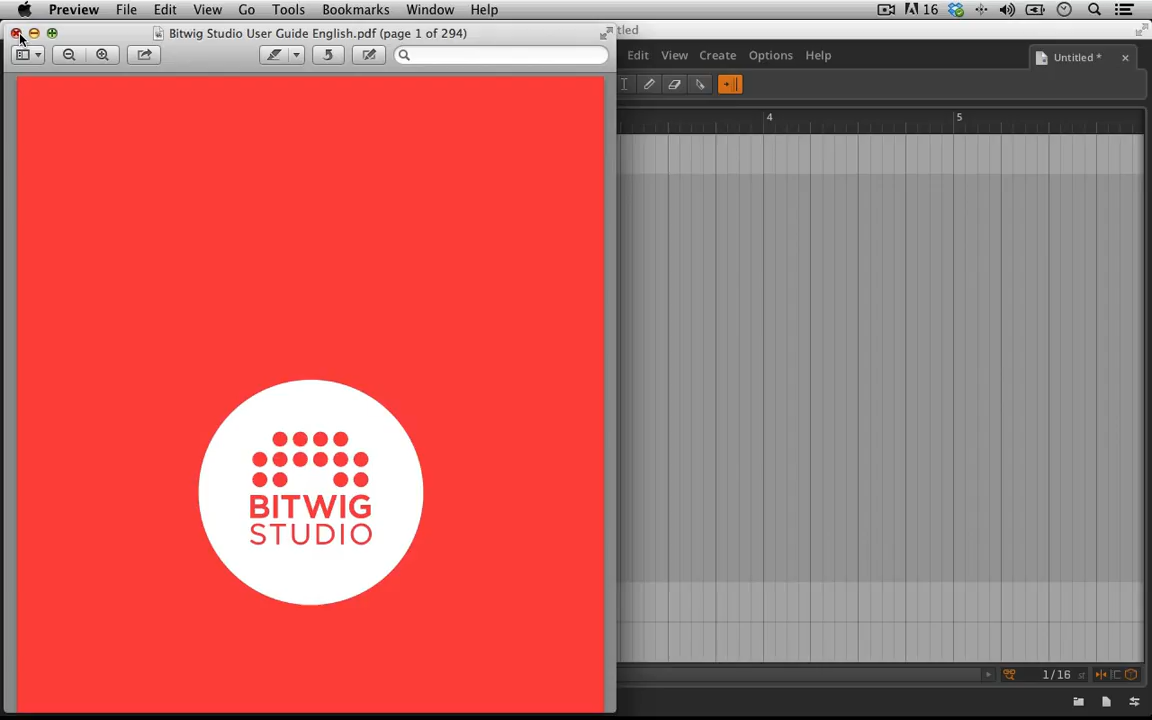 Preview File Edit View Go Tools Bookmarks Window Help 16
Bitwig Studio User Guide English.pdf (page 1 of 294)
tled
Edit View Create Options Help
Untitled *
4 5
BITWIG
STUDIO
1/16